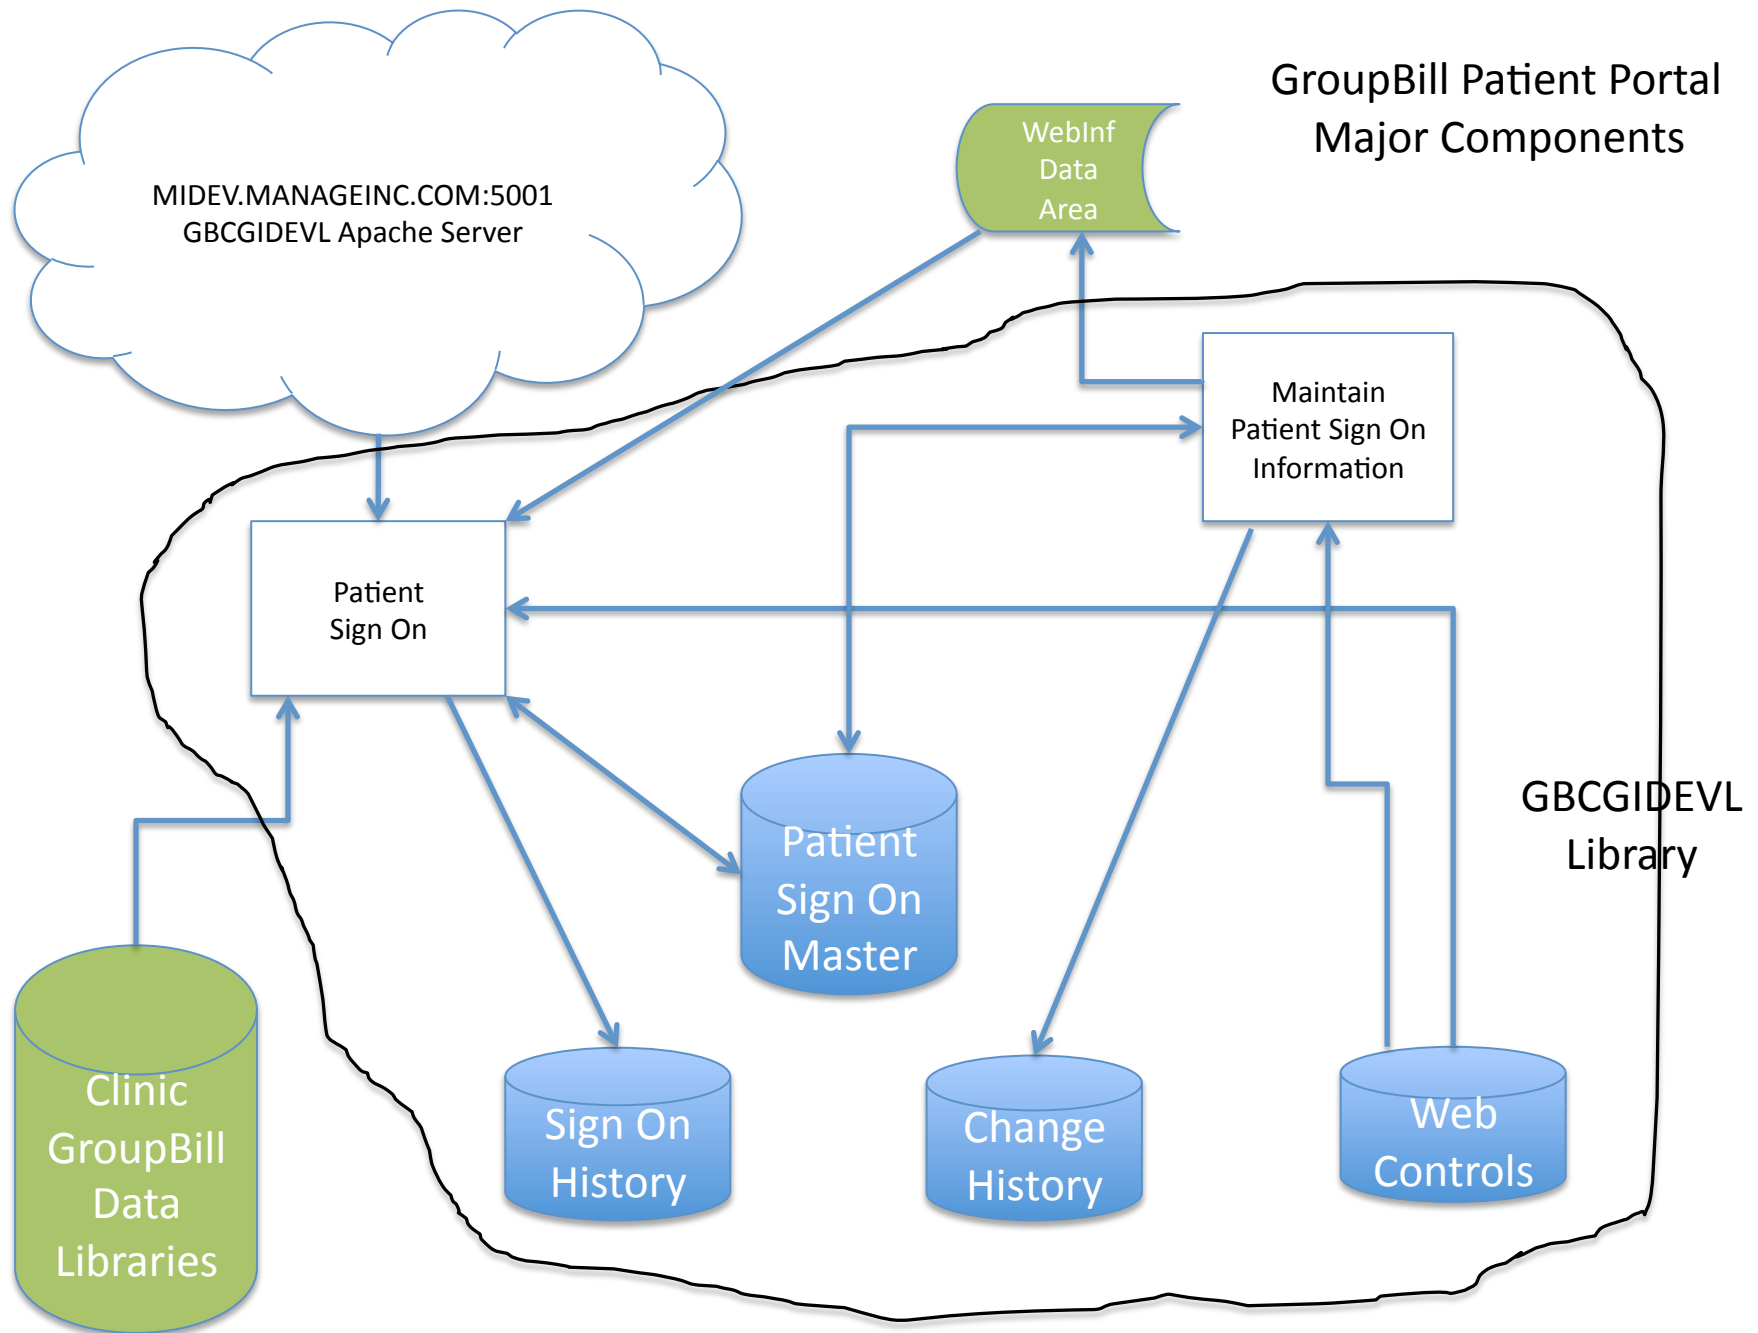 GroupBill Patient Portal
Major Components
MIDEV.MANAGEINC.COM:5001
GBCGIDEVL Apache Server
WebInf
Data
Area
Maintain
Patient Sign On
Information
Patient
Sign On
GBCGIDEVL
Library
Patient
Sign On
Master
Clinic
GroupBill
Data
Libraries
Sign On
History
Change
History
Web
Controls